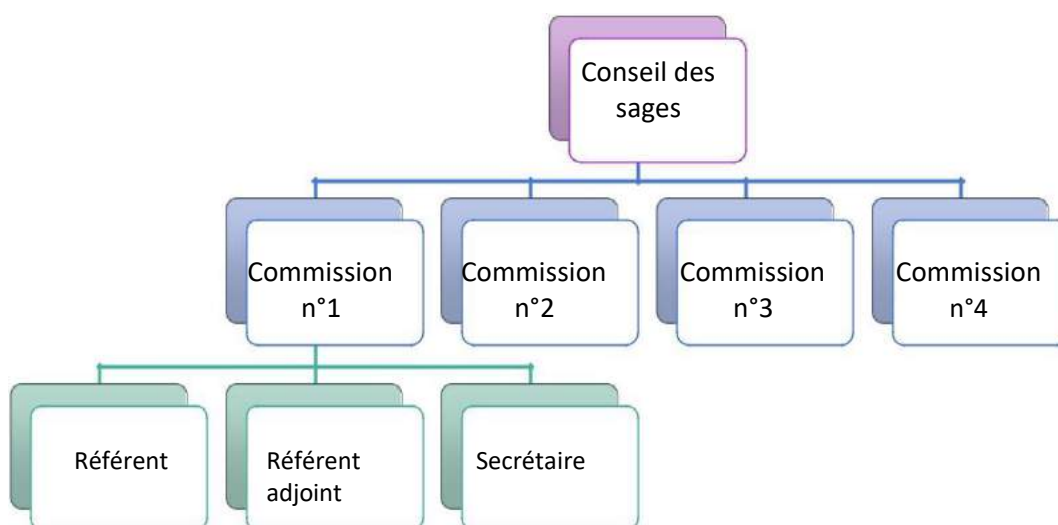 Conseil des
sages
Commission
n°1
Commission
n°2
Commission
n°3
Commission
n°4
Référent
Référent
adjoint
Secrétaire